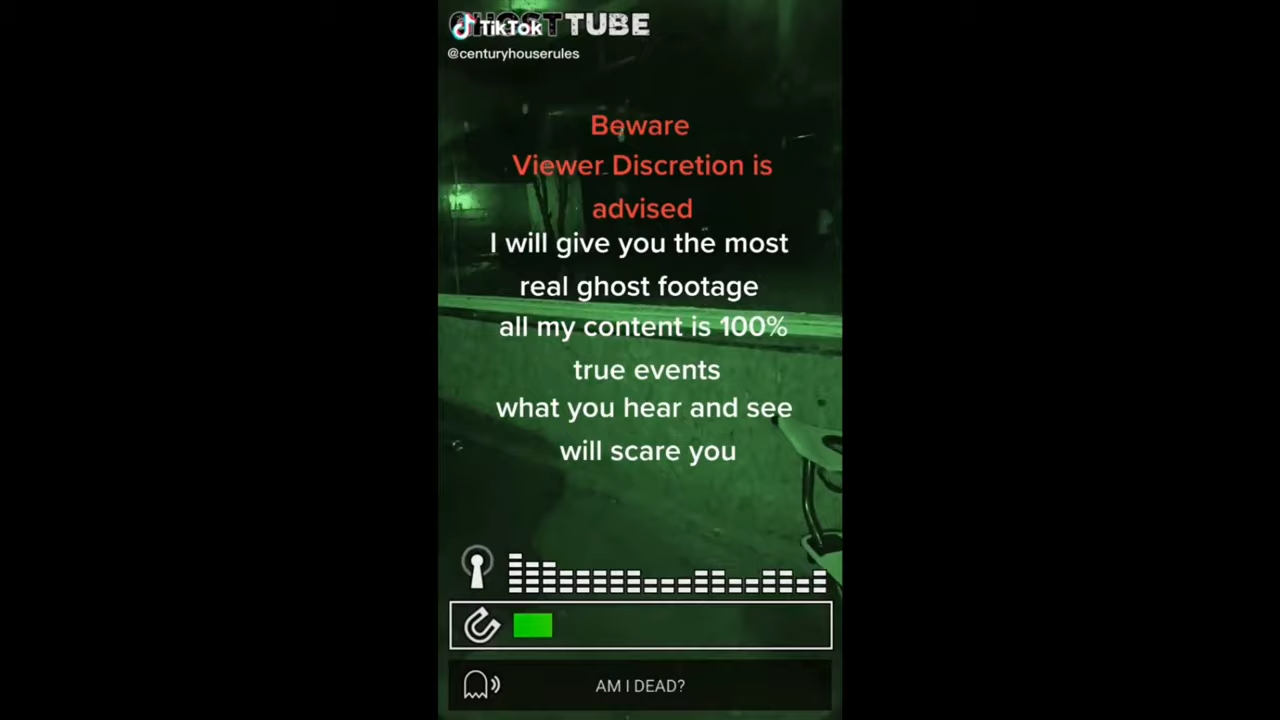 GHOSTTUBE
TikTok
@centuryhouserules
Beware
Viewer Discretion is
advised
I will give you the most
real ghost footage
all my content is 100%
true events
what you hear and see
will scare you
AM I DEAD?